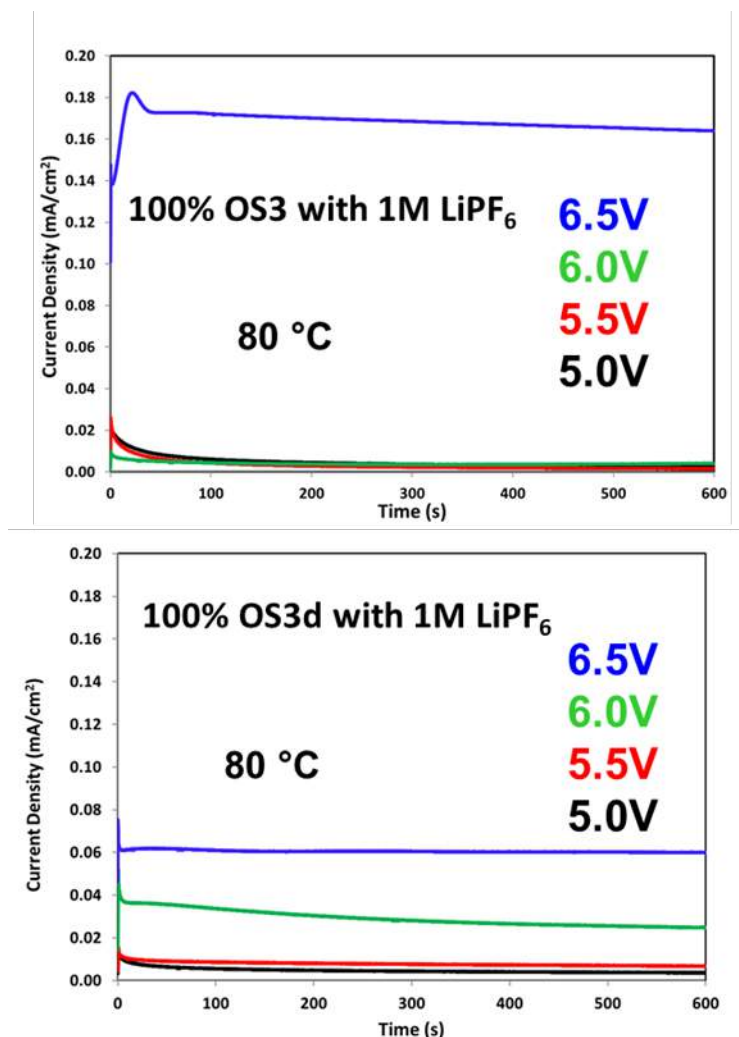 0.20
0.18
0.16
0.14
0.12
0.10
0.08
0.06
0.04
0.02
0.00
Current Density (mA/cm²)
100% OS3 with 1M LiPF₆
80 °C
6.5V
6.0V
5.5V
5.0V
0
100
200
300
400
500
600
Time (s)
0.20
0.18
0.16
0.14
0.12
0.10
0.08
0.06
0.04
0.02
0.00
Current Density (mA/cm²)
100% OS3d with 1M LiPF₆
80 °C
6.5V
6.0V
5.5V
5.0V
0
100
200
300
400
500
600
Time (s)